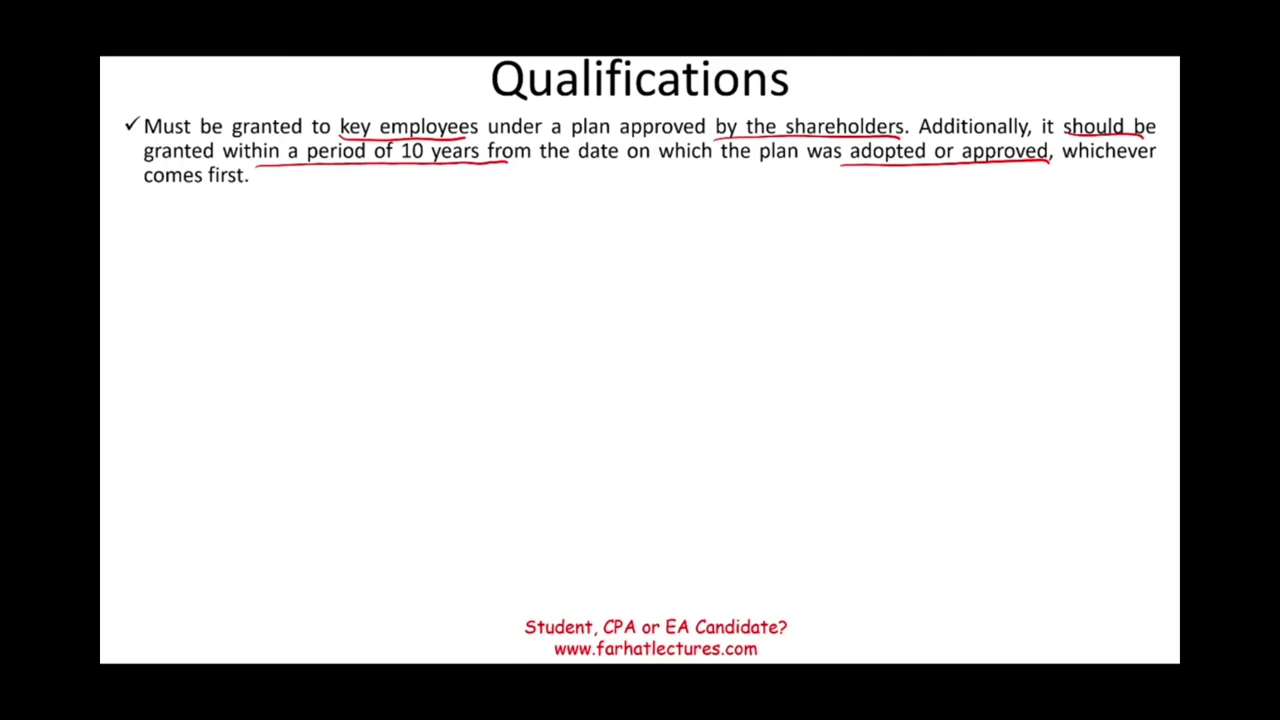 Qualifications
✓Must be granted to key employees under a plan approved by the shareholders. Additionally, it should be
granted within a period of 10 years from the date on which the plan was adopted or approved, whichever
comes first.
Student, CPA or EA Candidate?
www.farhatlectures.com